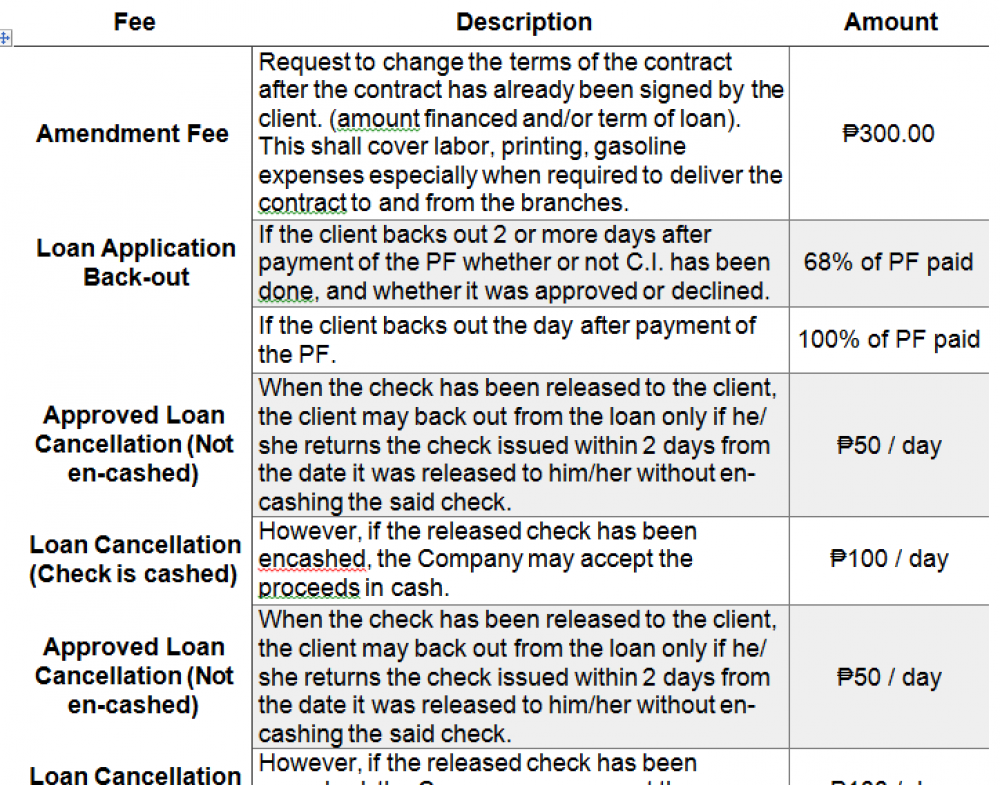 Fee
Description
Amount
Amendment Fee
Request to change the terms of the contract
after the contract has already been signed by the
client. (amount financed and/or term of loan).
This shall cover labor, printing, gasoline
expenses especially when required to deliver the
contract to and from the branches.
₱300.00
Loan Application
Back-out
If the client backs out 2 or more days after
payment of the PF whether or not C.I. has been
done, and whether it was approved or declined.
68% of PF paid
If the client backs out the day after payment of
the PF.
100% of PF paid
Approved Loan
Cancellation (Not
en-cashed)
When the check has been released to the client,
the client may back out from the loan only if he/
she returns the check issued within 2 days from
the date it was released to him/her without en-
cashing the said check.
₱50 / day
Loan Cancellation
(Check is cashed)
However, if the released check has been
encashed, the Company may accept the
proceeds in cash.
₱100 / day
Approved Loan
Cancellation (Not
en-cashed)
When the check has been released to the client,
the client may back out from the loan only if he/
she returns the check issued within 2 days from
the date it was released to him/her without en-
cashing the said check.
₱50 / day
Loan Cancellation
However, if the released check has been